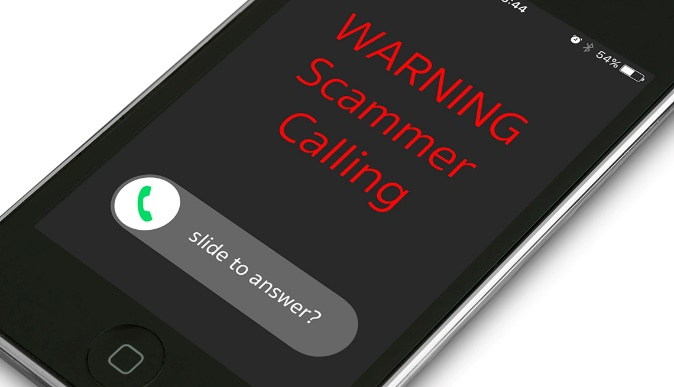 54%
WARNING
Scammer
Calling
slide to answer?